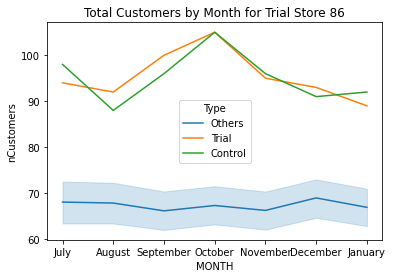 Total Customers by Month for Trial Store 86
nCustomers
100
90
80
70
60
Type
Others
Trial
Control
July August September October November December January
MONTH